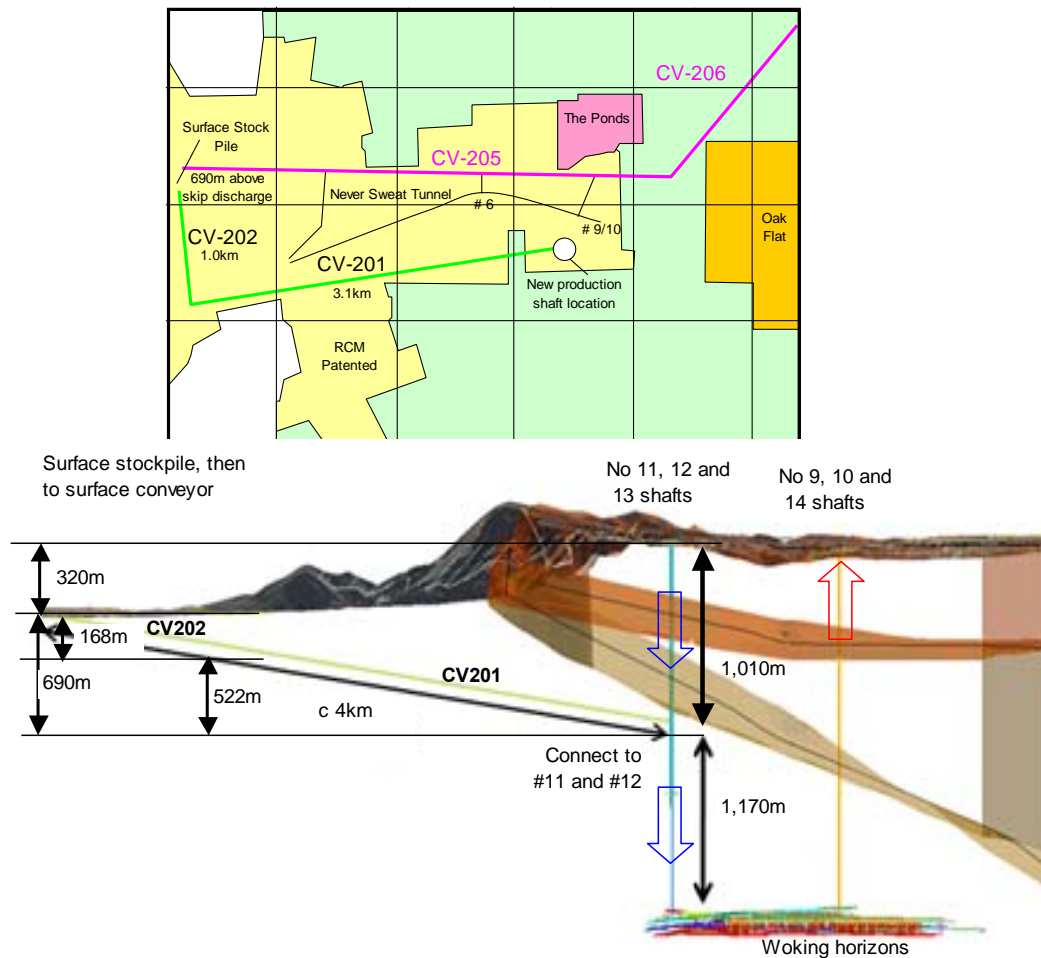 CV-206
The Ponds
Surface Stock
Pile
CV-205
690m above
skip discharge
Never Sweat Tunnel
# 6
Oak
Flat
# 9/10
CV-202
1.0km
CV-201
3.1km
New production
shaft location
RCM
Patented
Surface stockpile, then
to surface conveyor
No 11, 12 and
13 shafts
No 9, 10 and
14 shafts
320m
CV202
168m
690m
522m
CV201
c 4km
1,010m
Connect to
#11 and #12
1,170m
Woking horizons